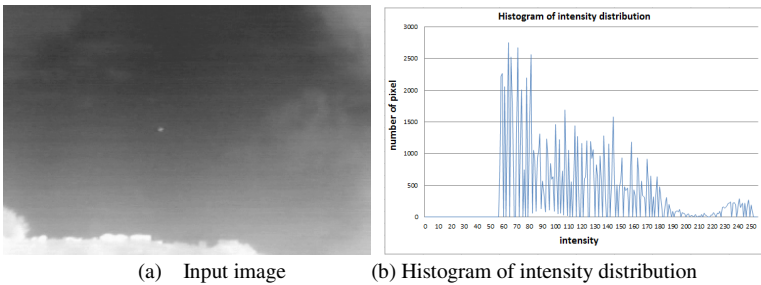 Histogram of intensity distribution
3000
2500
2000
1500
1000
500
0
number of pixel
0 10 20 30 40 50 60 70 80 90 100 110 120 130 140 150 160 170 180 190 200 210 220 230 240 250
intensity
(a) Input image
(b) Histogram of intensity distribution